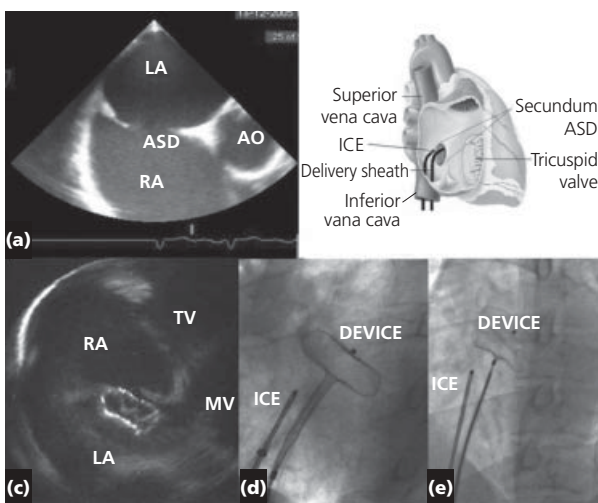 LA
ASD
AO
RA
(a)
Superior
vena cava
ICE
Delivery sheath
Inferior
vana cava
Secundum
ASD
Tricuspid
valve
TV
RA
MV
LA
(c)
DEVICE
ICE
(d)
DEVICE
ICE
(e)